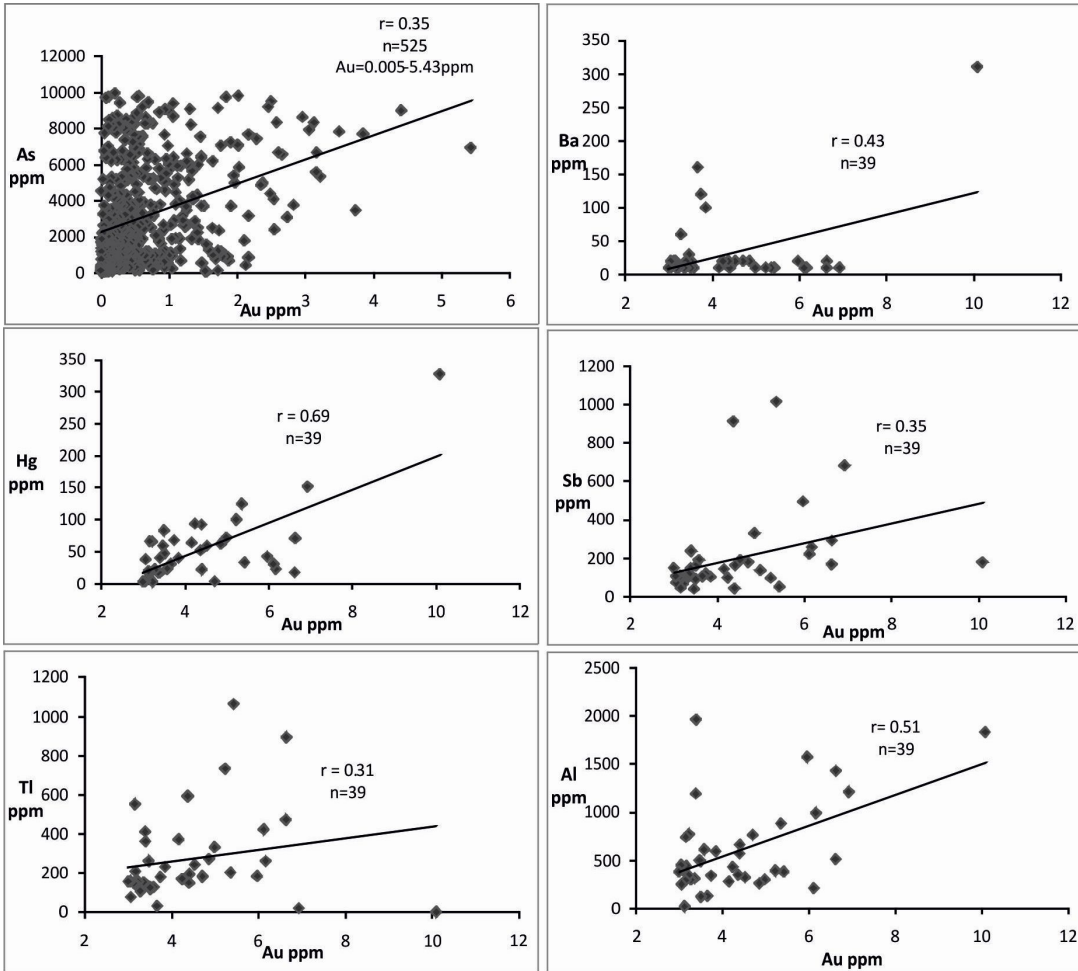 r= 0.35
n=525
Au=0.005-5.43ppm
12000
10000
8000
6000
4000
2000
0
As
ppm
0 1 2 3 4 5 6
Au ppm
350
300
250
200
150
100
50
0
Ba
ppm
r = 0.43
n=39
2 4 6 8 10 12
Au ppm
350
300
250
200
150
100
50
0
Hg
ppm
r = 0.69
n=39
2 4 6 8 10 12
Au ppm
1200
1000
800
600
400
200
0
Sb
ppm
r= 0.35
n=39
2 4 6 8 10 12
Au ppm
1200
1000
800
600
400
200
0
Tl
ppm
r = 0.31
n=39
2 4 6 8 10 12
Au ppm
2500
2000
1500
1000
500
0
Al
ppm
r= 0.51
n=39
2 4 6 8 10 12
Au ppm